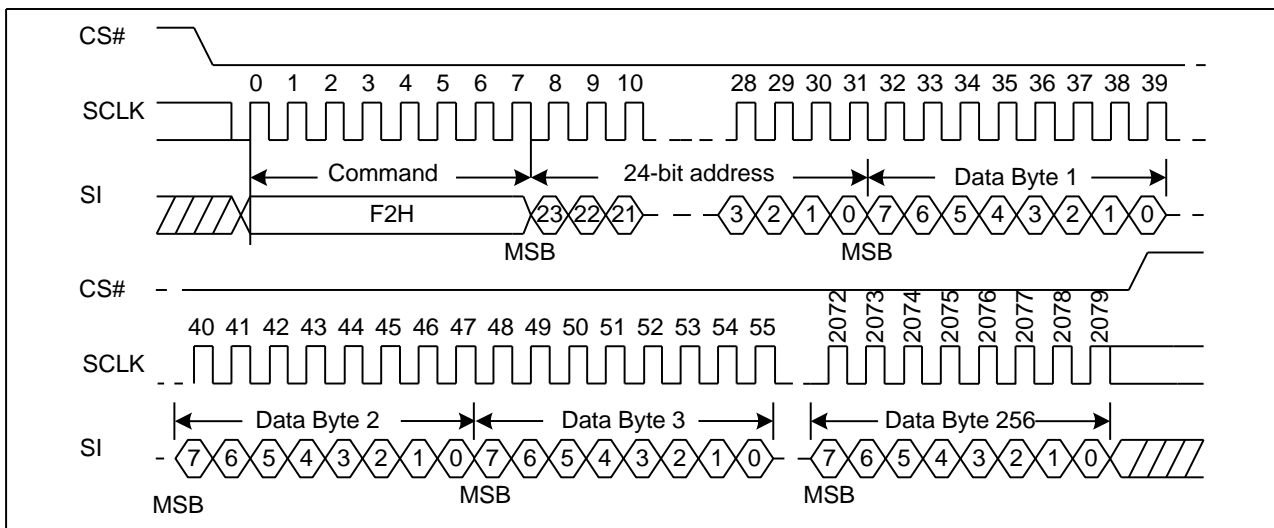 CS#
0 1 2 3 4 5 6 7 8 9 10 28 29 30 31 32 33 34 35 36 37 38 39
SCLK
Command 24-bit address Data Byte 1
SI
F2H 23 22 21 3 2 1 0 7 6 5 4 3 2 1 0
MSB MSB
CS#
40 41 42 43 44 45 46 47 48 49 50 51 52 53 54 55 2072 2073 2074 2075 2076 2077 2078 2079
SCLK
Data Byte 2 Data Byte 3 Data Byte 256
SI
7 6 5 4 3 2 1 0 7 6 5 4 3 2 1 0 7 6 5 4 3 2 1 0
MSB MSB MSB